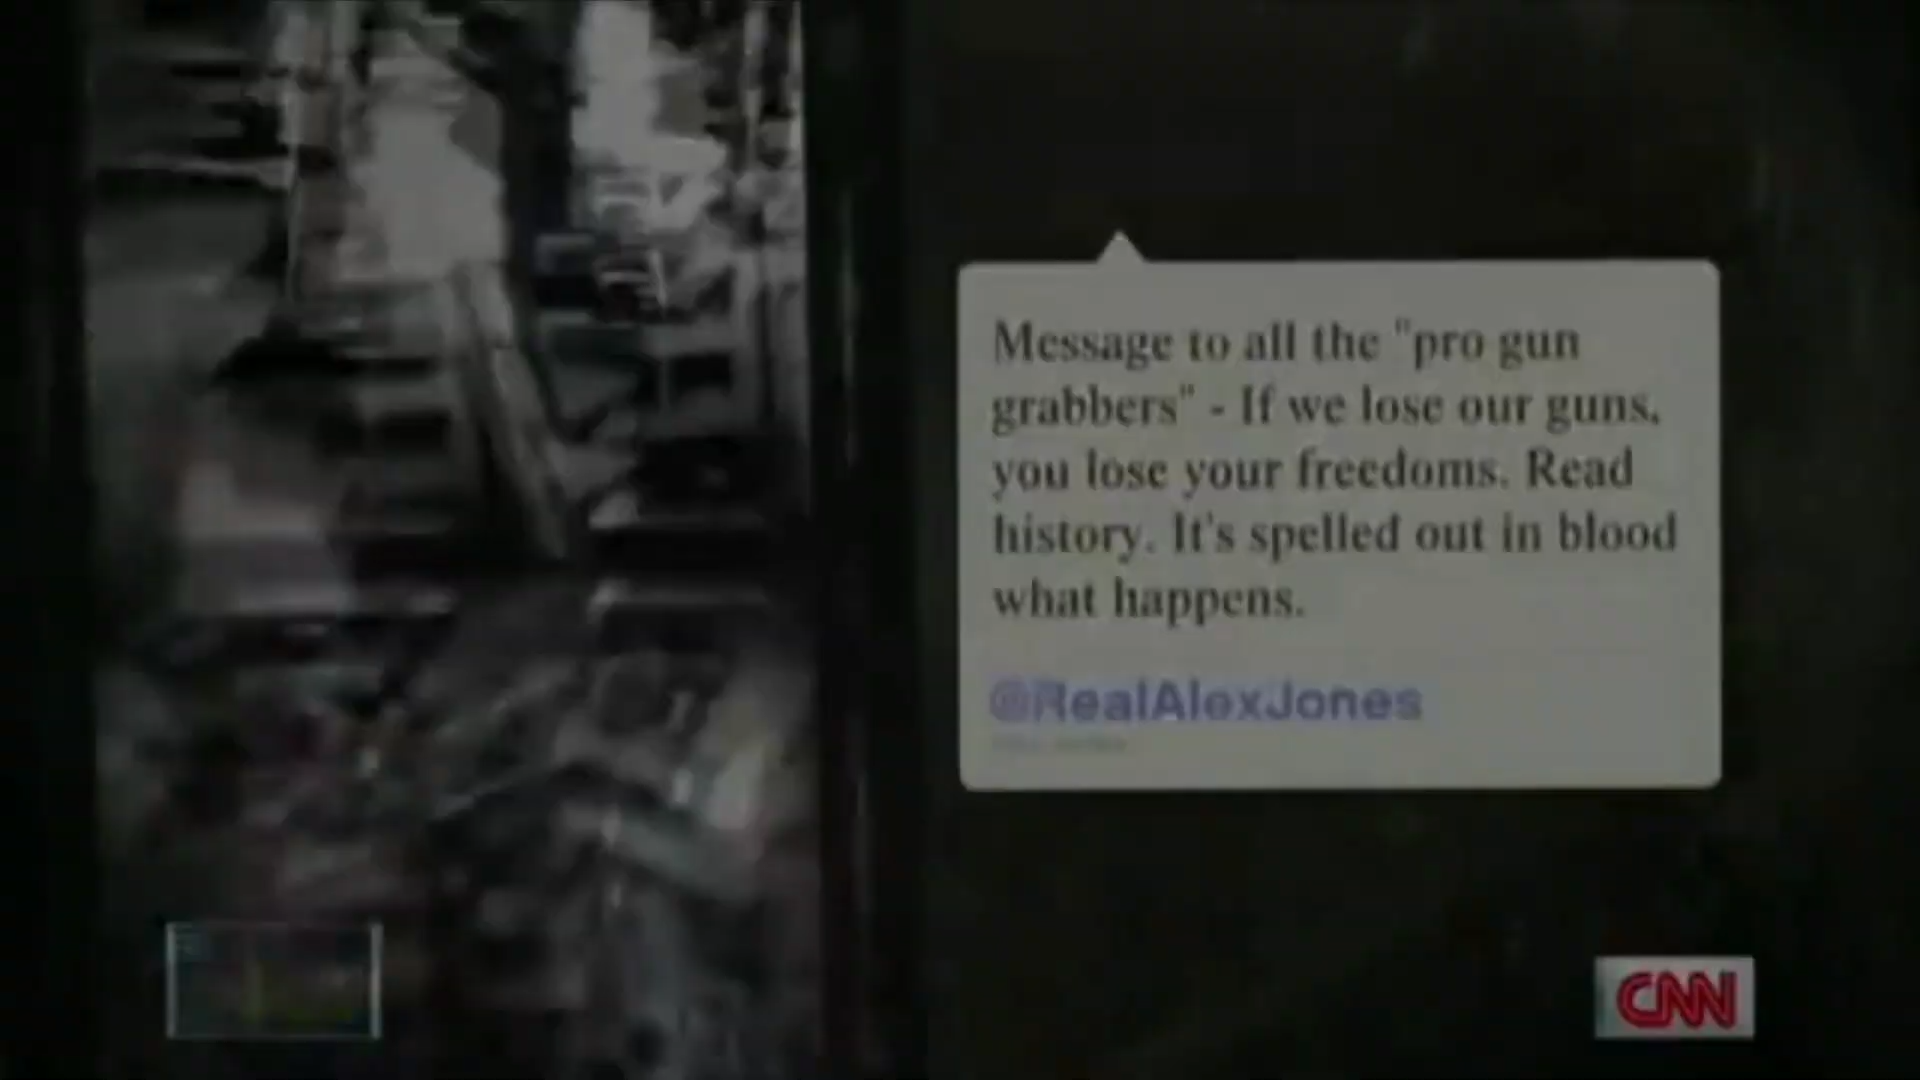 Message to all the "pro gun
grabbers" - If we lose our guns,
you lose your freedoms. Read
history. It's spelled out in blood
what happens.
@RealAlexJones
CNN